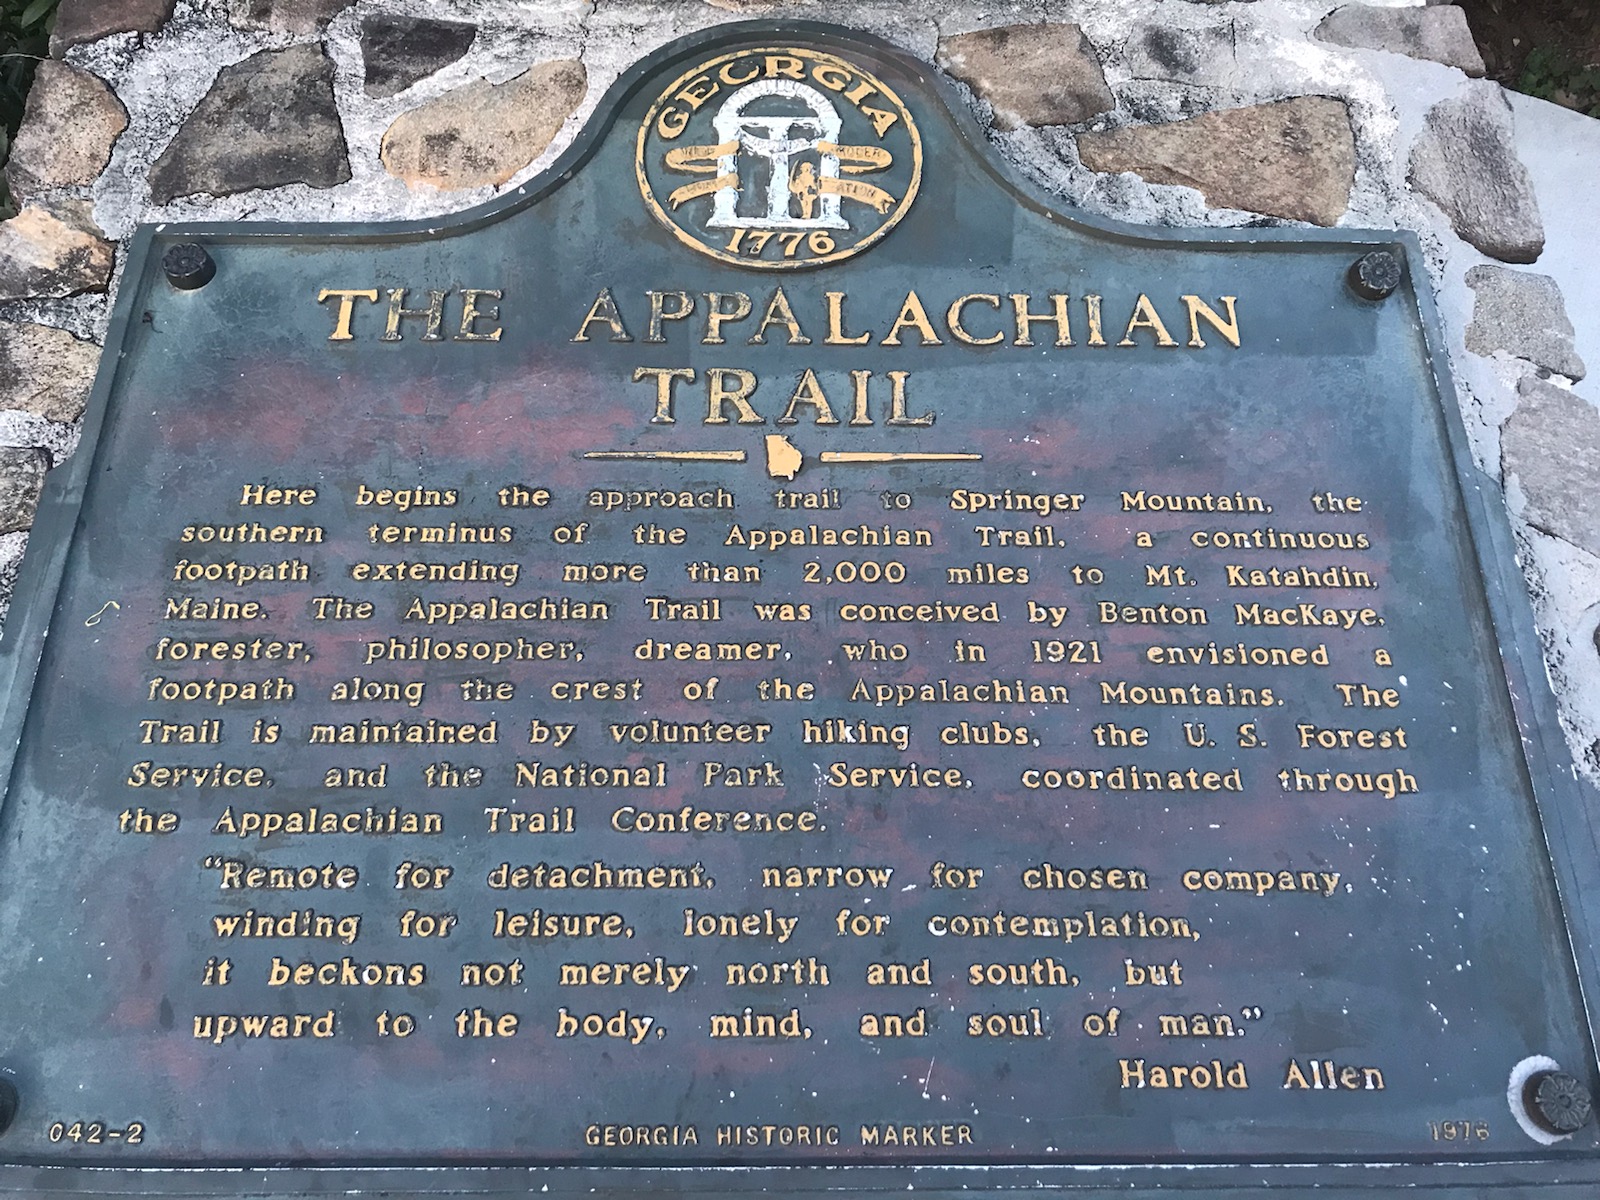 GEORGIA
1776
THE APPALACHIAN
TRAIL
Here begins the approach trail to Springer Mountain, the
southern terminus of the Appalachian Trail, a continuous
footpath extending more than 2,000 miles to Mt. Katahdin,
Maine. The Appalachian Trail was conceived by Benton MacKaye,
forester, philosopher, dreamer, who in 1921 envisioned a
footpath along the crest of the Appalachian Mountains. The
Trail is maintained by volunteer hiking clubs, the U. S. Forest
Service, and the National Park Service, coordinated through
the Appalachian Trail Conference.
“Remote for detachment, narrow for chosen company,
winding for leisure, lonely for contemplation,
it beckons not merely north and south, but
upward to the body, mind, and soul of man.”
Harold Allen
042-2 GEORGIA HISTORIC MARKER 1976